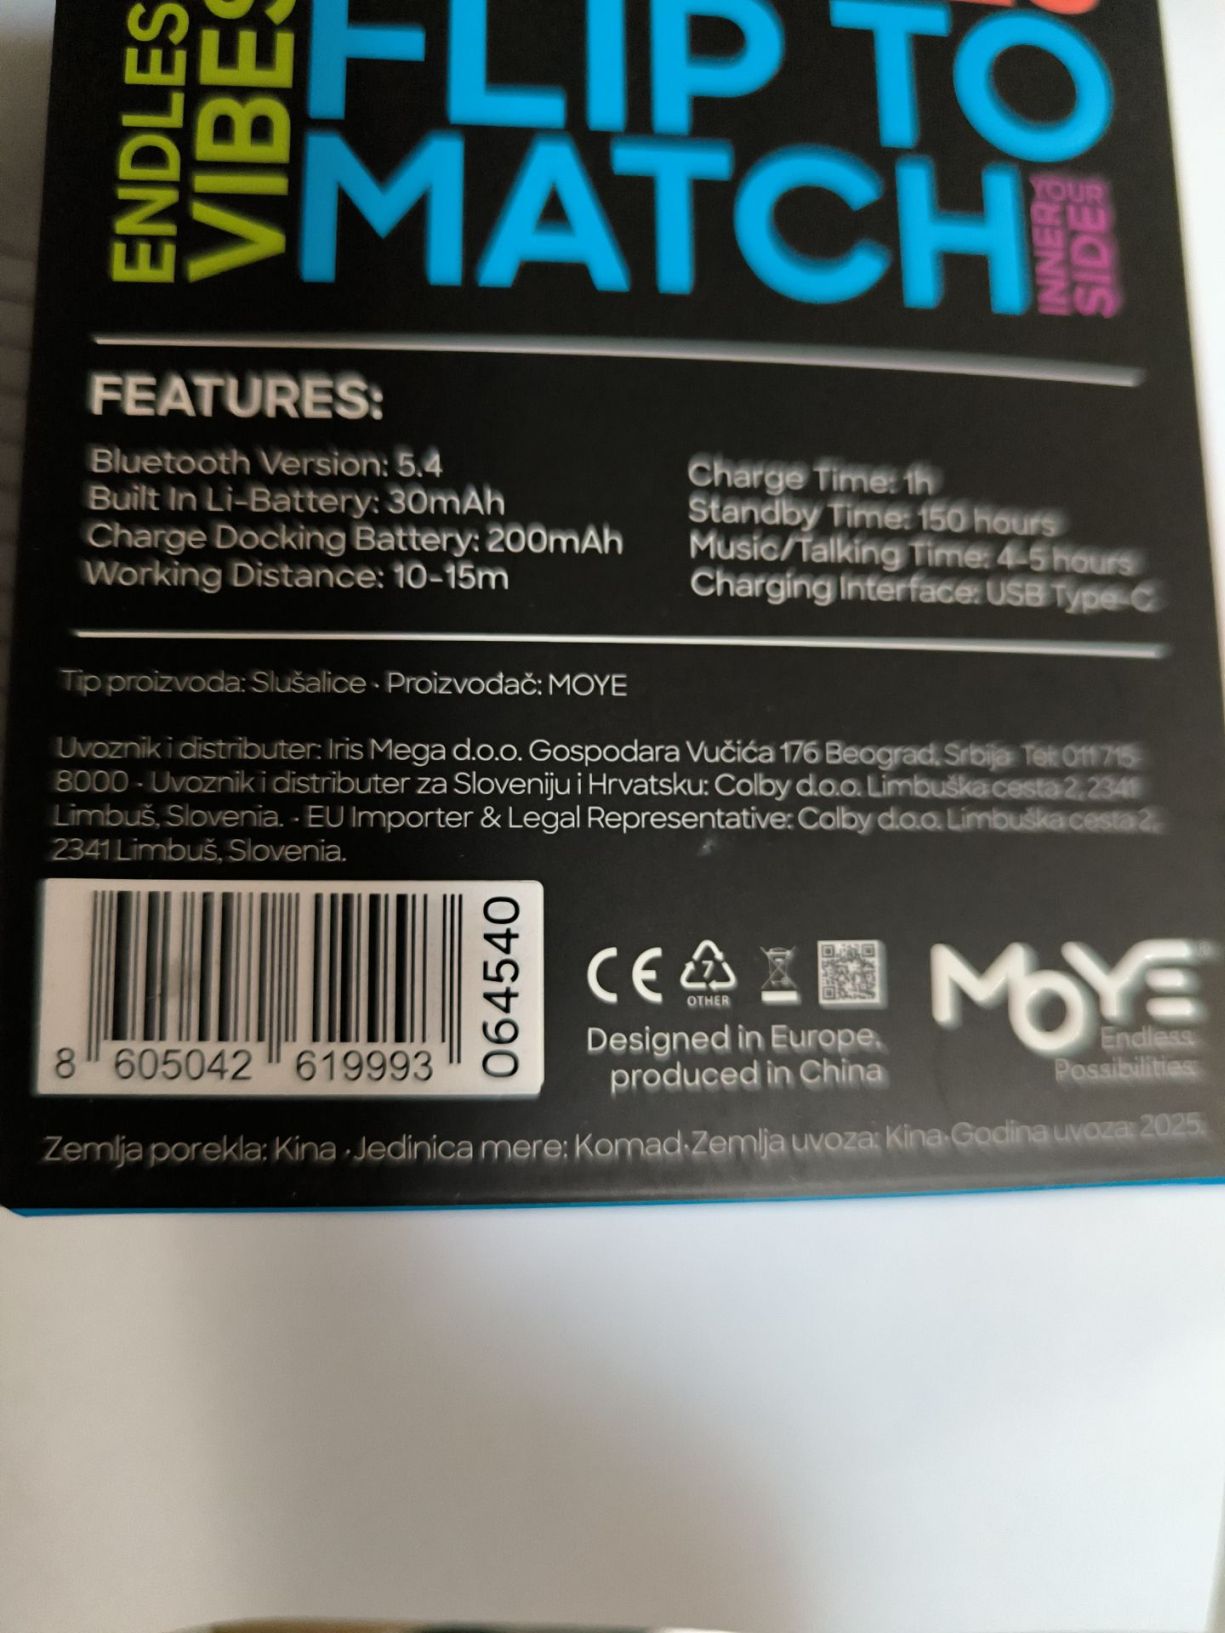 ENDLESS
VIBES
FLIP TO
MATCH
INNER YOUR
SIDE
FEATURES:
Bluetooth Version: 5.4
Built In Li-Battery: 30mAh
Charge Docking Battery: 200mAh
Working Distance: 10-15m
Charge Time: 1h
Standby Time: 150 hours
Music/Talking Time: 4-5 hours
Charging Interface: USB Type-C
Tip proizvoda: Slušalice · Proizvođač: MOYE
Uvoznik i distributer: Iris Mega d.o.o. Gospodara Vučića 176 Beograd, Srbija Tel: 011 715-
8000 - Uvoznik i distributer za Sloveniju i Hrvatsku: Colby d.o.o. Limbuška cesta 2, 2341
Limbuš, Slovenia. - EU Importer & Legal Representative: Colby d.o.o. Limbuška cesta 2,
2341 Limbuš, Slovenia.
064540
8 605042 619993
CE
7
OTHER
Designed in Europe,
produced in China
MOYE
Endless
Possibilities
Zemlja porekla: Kina · Jedinica mere: Komad · Zemlja uvoza: Kina · Godina uvoza: 2025.